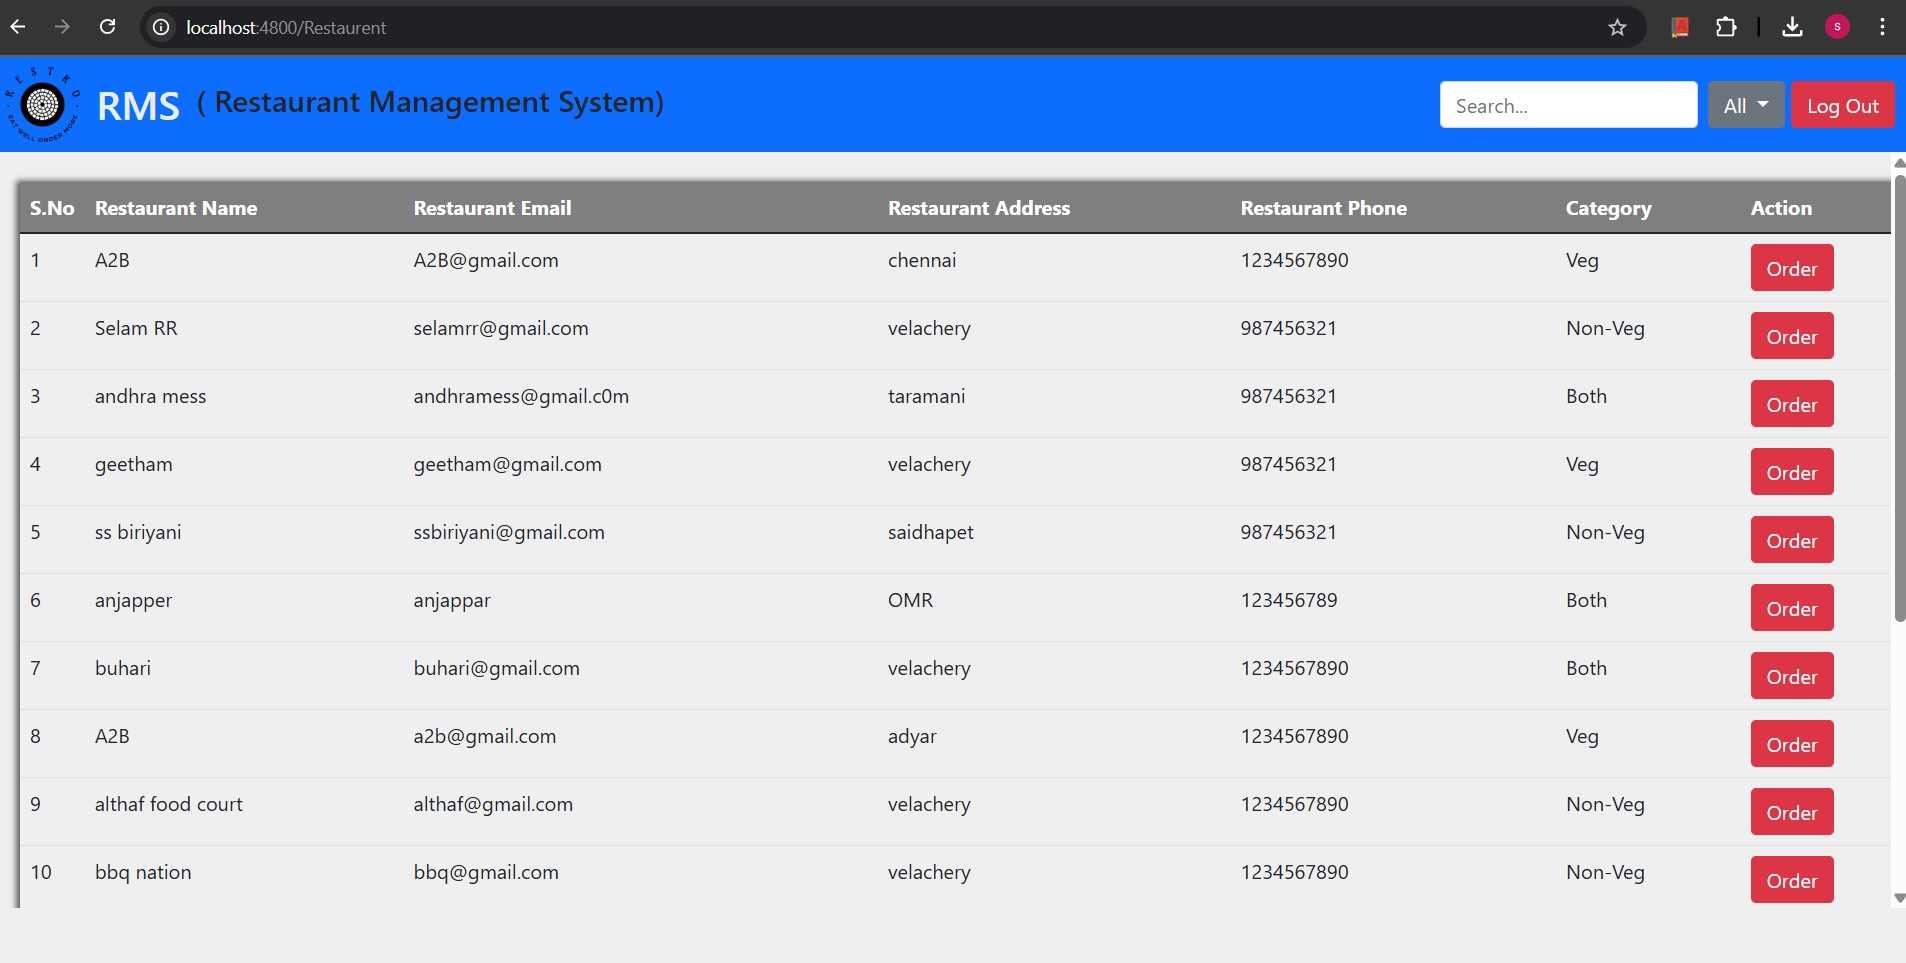 localhost:4800/Restaurent
S
RESTRO
EAT WELL ORDER MORE
RMS ( Restaurant Management System)
Search...
All
Log Out
S.No Restaurant Name Restaurant Email Restaurant Address Restaurant Phone Category Action
1 A2B A2B@gmail.com chennai 1234567890 Veg Order
2 Selam RR selamrr@gmail.com velachery 987456321 Non-Veg Order
3 andhra mess andhramess@gmail.c0m taramani 987456321 Both Order
4 geetham geetham@gmail.com velachery 987456321 Veg Order
5 ss biriyani ssbiriyani@gmail.com saidhapet 987456321 Non-Veg Order
6 anjapper anjappar OMR 123456789 Both Order
7 buhari buhari@gmail.com velachery 1234567890 Both Order
8 A2B a2b@gmail.com adyar 1234567890 Veg Order
9 althaf food court althaf@gmail.com velachery 1234567890 Non-Veg Order
10 bbq nation bbq@gmail.com velachery 1234567890 Non-Veg Order